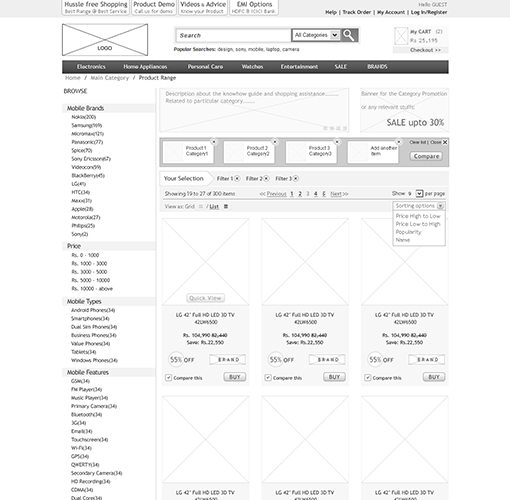 Hussle free Shopping
Best Range @ Best Service
Product Demo
Call us for demo
Videos & Advice
Know your Product
EMI Options
HDFC & ICICI Bank
Hello GUEST
Help | Track Order | My Account | Log In/Register
LOGO
Search
All Categories
Popular Searches: design, sony, mobile, laptop, camera
My CART (2)
Rs 25,195
Checkout >>
Electronics Home Appliances Personal Care Watches Entertainment SALE BRANDS
Home / Main Category / Product Range
BROWSE
Mobile Brands
Nokia(200)
Samsung(169)
Micromax(121)
Panasonic(77)
Spice(70)
Sony Ericsson(67)
Videocon(59)
BlackBerry(45)
LG(41)
HTC(34)
Maxx(31)
Apple(28)
Motorola(27)
Philips(25)
Sony(2)
Price
Rs. 0 - 1000
Rs. 1000 - 3000
Rs. 3000 - 5000
Rs. 5000 - 10000
Rs. 10000 - above
Mobile Types
Android Phones(34)
Smartphones(34)
Dual Sim Phones(34)
Business Phones(34)
Value Phones(34)
Tablets(34)
Windows Phones(34)
Mobile Features
GSM(34)
FM Player(34)
Music Player(34)
Primary Camera(34)
Bluetooth(34)
3G(34)
Email(34)
Touchscreen(34)
Wi-Fi(34)
GPS(34)
QWERTY(34)
Secondary Camera(34)
HD Recording(34)
CDMA(34)
Dual Core(34)
Description about the knowhow guide and shopping assistance.......
Related to particular category.......
Banner for the Category Promotion
or any relevant stuffs:
SALE upto 30%
Product 1
Category1
Product 2
Category2
Product 3
Category3
Add another
item
Clear list | Close
Compare
Your Selection Filter 1 Filter 2 Filter 3
Showing 19 to 27 of 300 items
<< Previous 1 2 3 4 5 Next >>
Show per page
View as: Grid / List
Sorting options
Price High to Low
Price Low to High
Popularity
Name
Quick View
LG 42" Full HD LED 3D TV
42LW6500
Rs. 104,990 82,440
Save: Rs.22,550
55% OFF
BRAND
Compare this
BUY
LG 42" Full HD LED 3D TV
42LW6500
Rs. 104,990 82,440
Save: Rs.22,550
55% OFF
BRAND
Compare this
BUY
LG 42" Full HD LED 3D TV
42LW6500
Rs. 104,990 82,440
Save: Rs.22,550
55% OFF
BRAND
Compare this
BUY
LG 42" Full HD LED 3D TV
42LW6500
LG 42" Full HD LED 3D TV
42LW6500
LG 42" Full HD LED 3D TV
42LW6500